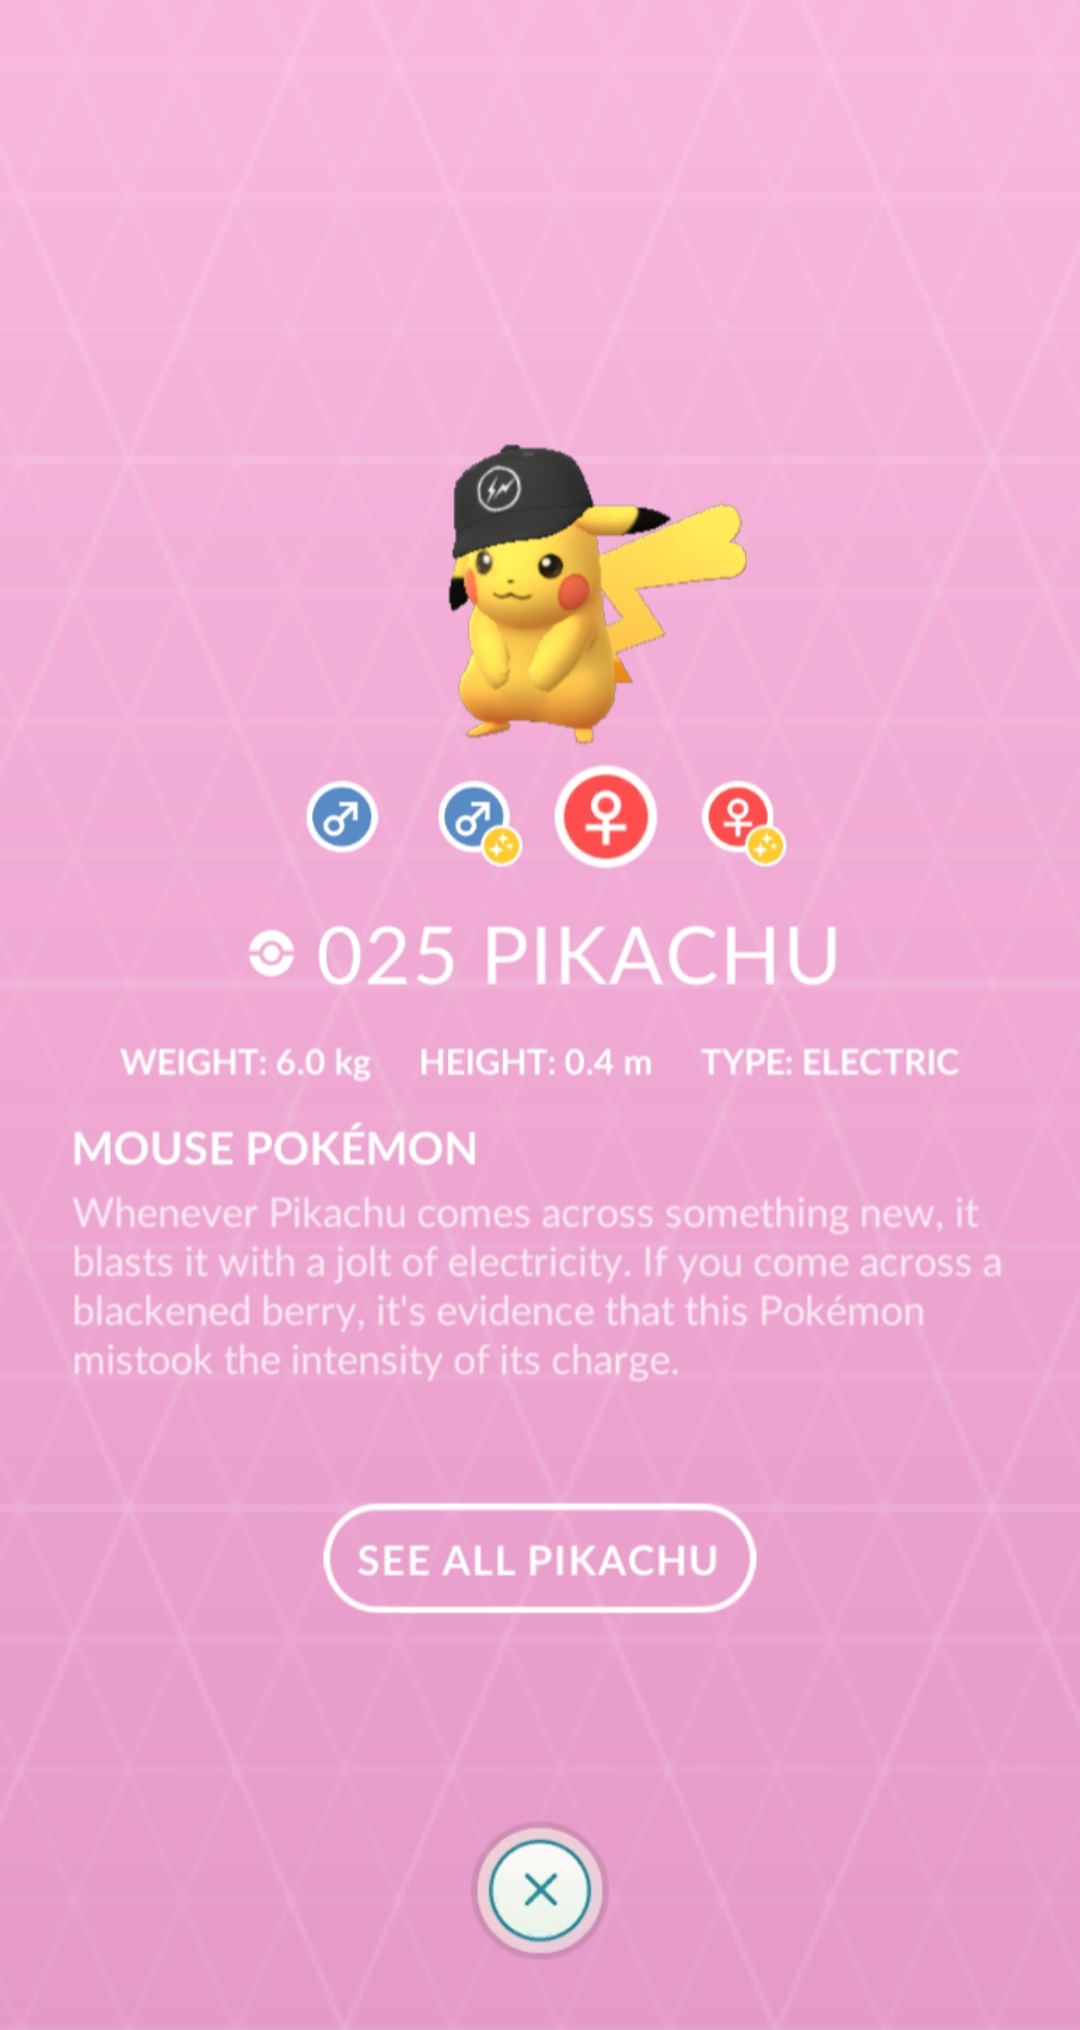 025 PIKACHU
WEIGHT: 6.0 kg HEIGHT: 0.4 m TYPE: ELECTRIC
MOUSE POKÉMON
Whenever Pikachu comes across something new, it
blasts it with a jolt of electricity. If you come across a
blackened berry, it's evidence that this Pokémon
mistook the intensity of its charge.
SEE ALL PIKACHU